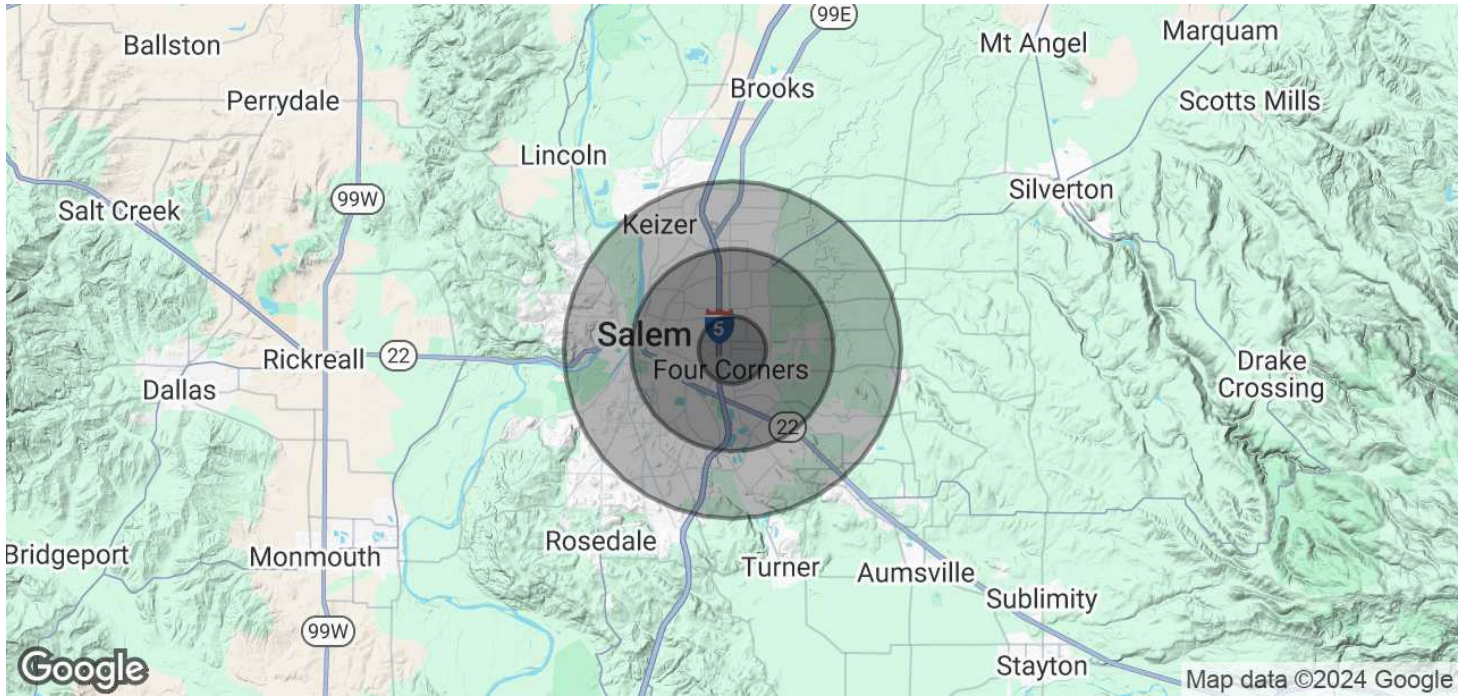 99E
Ballston
Mt Angel
Marquam
Perrydale
Brooks
Scotts Mills
Lincoln
Silverton
99W
Salt Creek
Keizer
5
Salem
Rickreall
22
Four Corners
Drake
Crossing
Dallas
22
Rosedale
Bridgeport
Monmouth
Turner
Aumsville
Sublimity
99W
Stayton
Google
Map data ©2024 Google